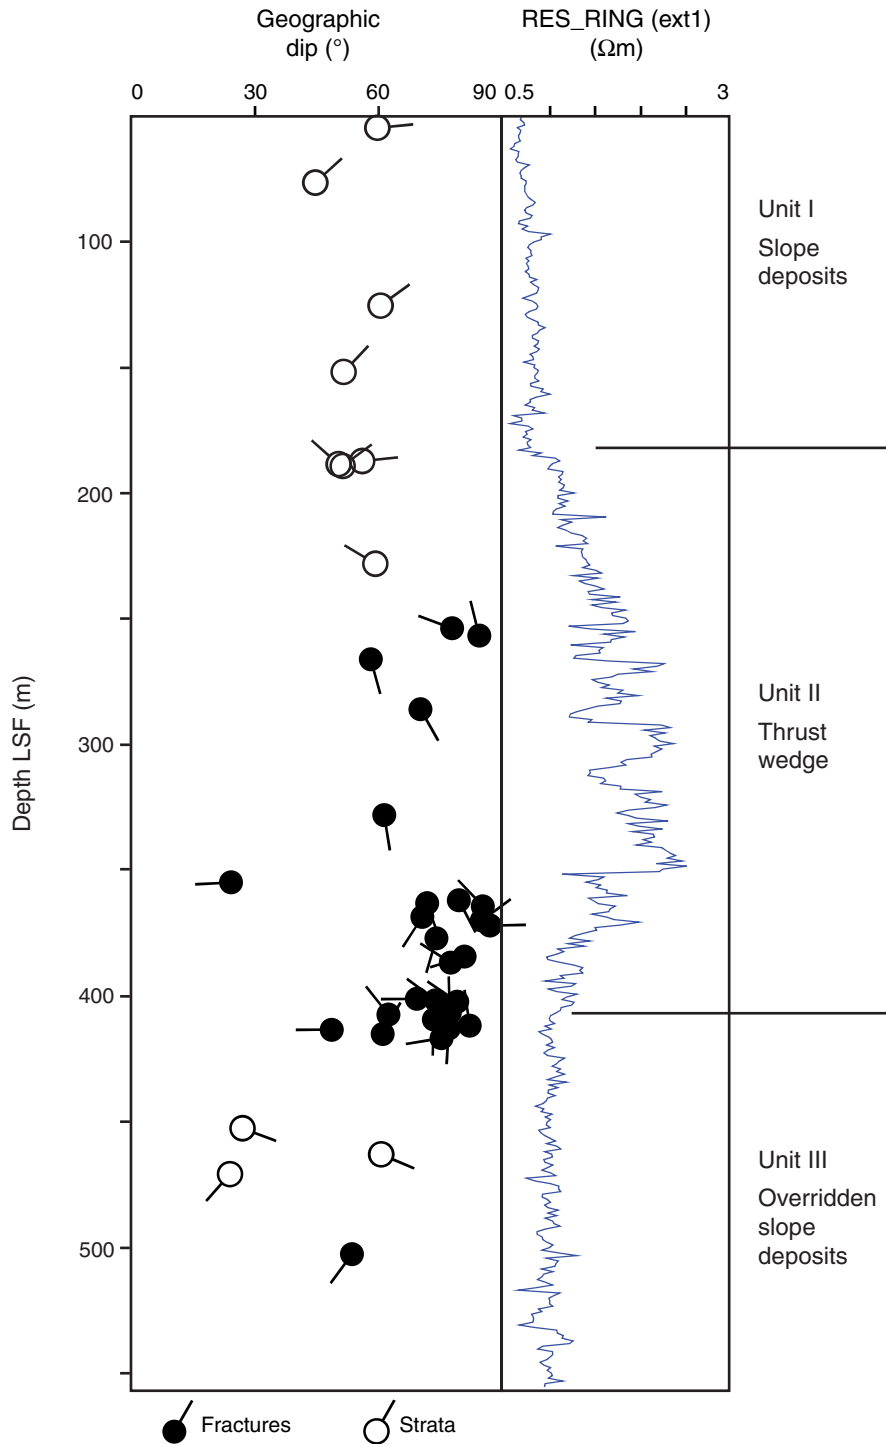 Geographic
dip (°)
RES_RING (ext1)
(Ωm)
0 30 60 90 0.5 3
100
200
300
400
500
Depth LSF (m)
Unit I
Slope
deposits
Unit II
Thrust
wedge
Unit III
Overridden
slope
deposits
Fractures
Strata